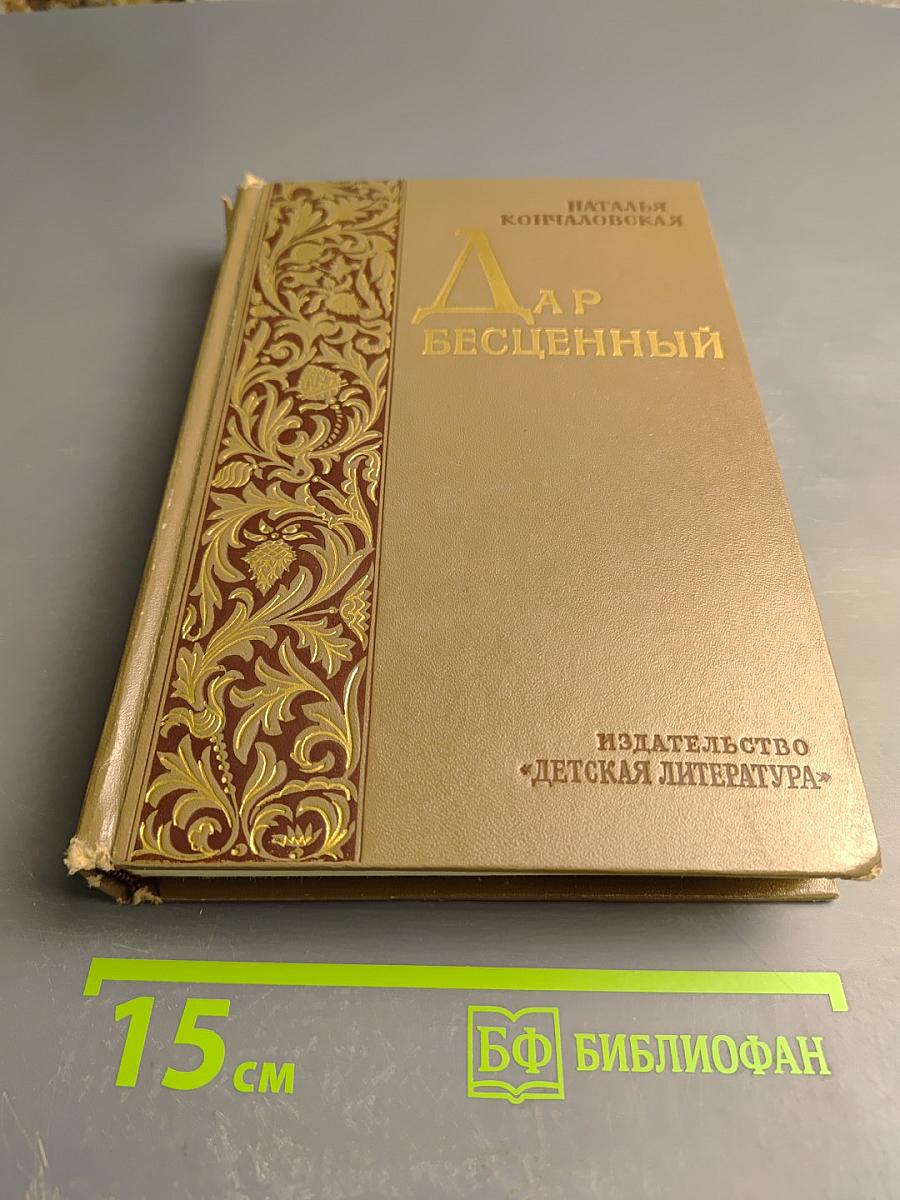 НАТАЛЬЯ
КОНЧАЛОВСКАЯ
ДАР
БЕСЦЕННЫЙ
ИЗДАТЕЛЬСТВО
«ДЕТСКАЯ ЛИТЕРАТУРА»
15 см
БФ БИБЛИОФАН